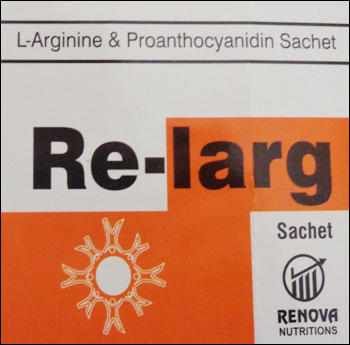 L-Arginine & Proanthocyanidin Sachet
Re-larg
Sachet
RENOVA
NUTRITIONS